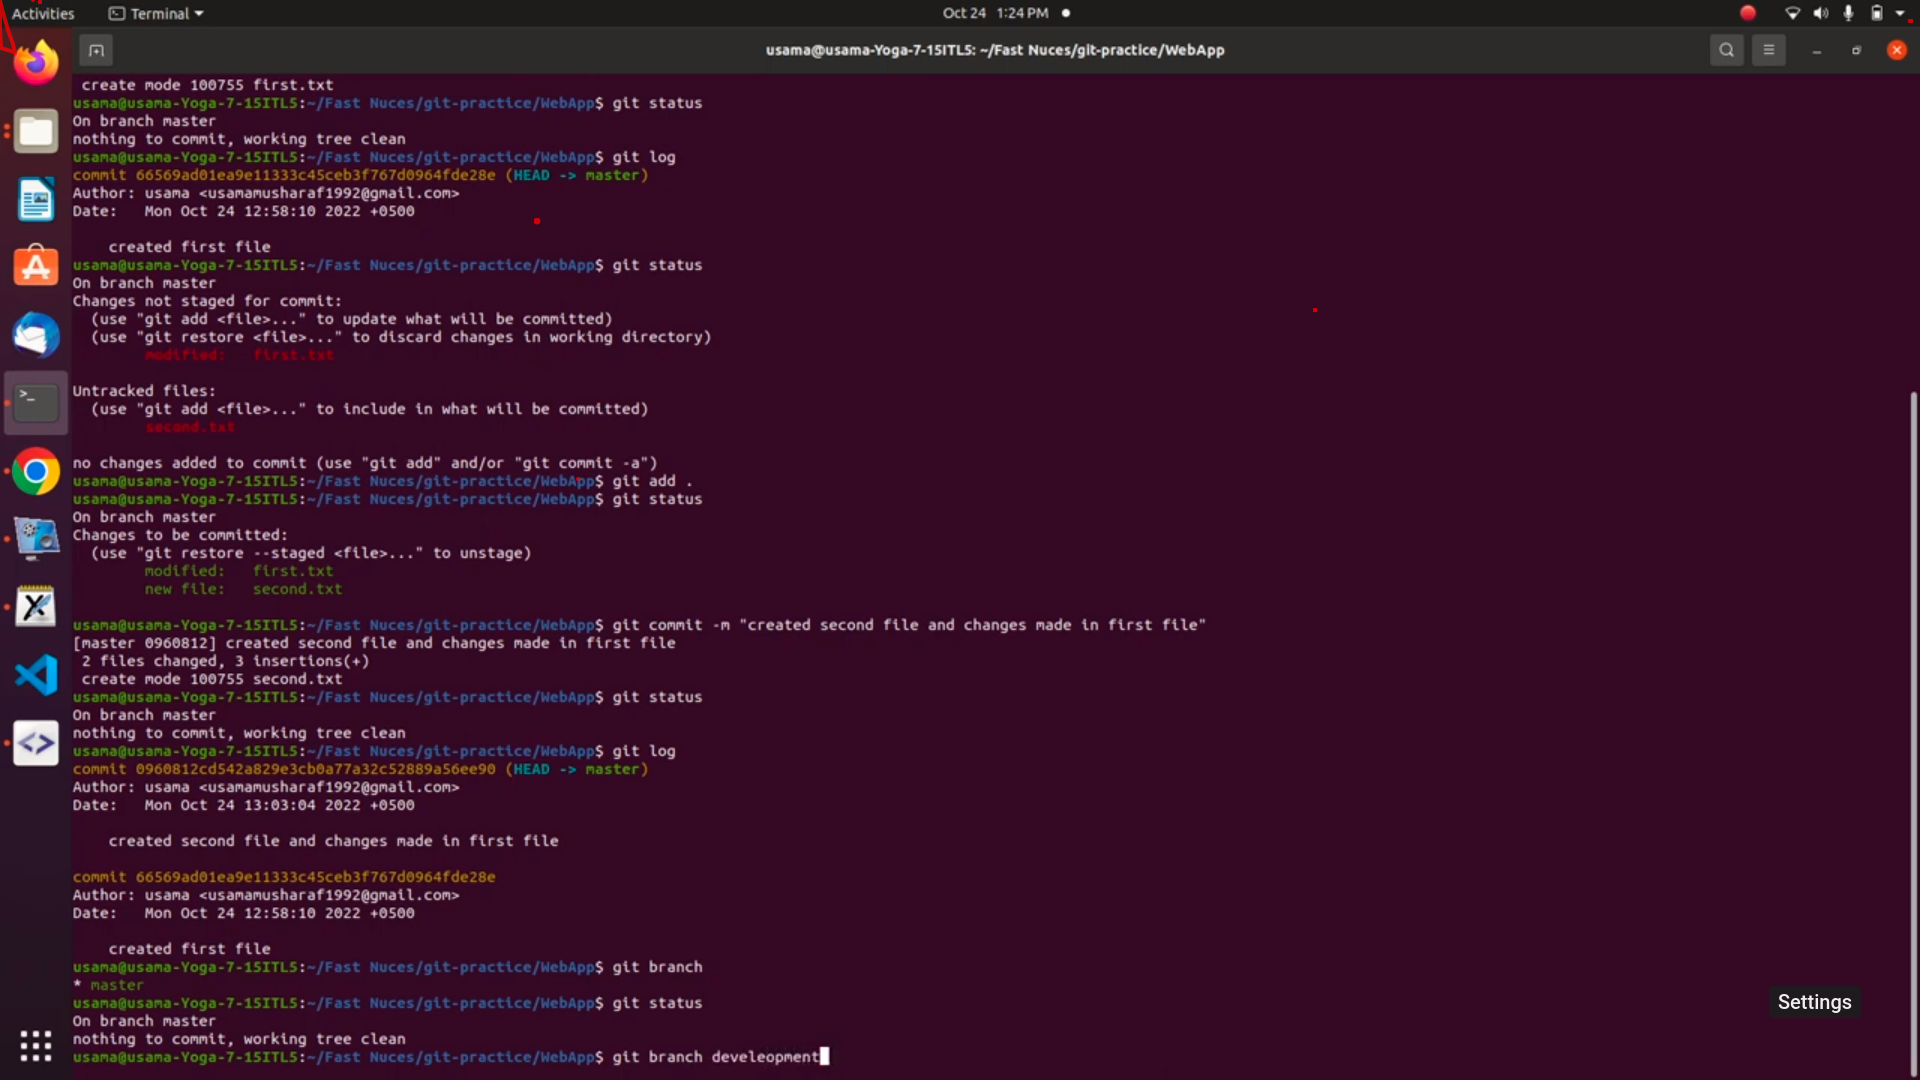 Activities
Terminal
Oct 24 1:24 PM
usama@usama-Yoga-7-15ITL5: ~/Fast Nuces/git-practice/WebApp
create mode 100755 first.txt
usama@usama-Yoga-7-15ITL5:~/Fast Nuces/git-practice/WebApp$ git status
On branch master
nothing to commit, working tree clean
usama@usama-Yoga-7-15ITL5:~/Fast Nuces/git-practice/WebApp$ git log
commit 66569ad01ea9e11333c45ceb3f767d0964fde28e (HEAD -> master)
Author: usama <usamamusharaf1992@gmail.com>
Date:   Mon Oct 24 12:58:10 2022 +0500
created first file
usama@usama-Yoga-7-15ITL5:~/Fast Nuces/git-practice/WebApp$ git status
On branch master
Changes not staged for commit:
(use "git add <file>..." to update what will be committed)
(use "git restore <file>..." to discard changes in working directory)
modified:   first.txt
Untracked files:
(use "git add <file>..." to include in what will be committed)
second.txt
no changes added to commit (use "git add" and/or "git commit -a")
usama@usama-Yoga-7-15ITL5:~/Fast Nuces/git-practice/WebApp$ git add .
usama@usama-Yoga-7-15ITL5:~/Fast Nuces/git-practice/WebApp$ git status
On branch master
Changes to be committed:
(use "git restore --staged <file>..." to unstage)
modified:   first.txt
new file:   second.txt
usama@usama-Yoga-7-15ITL5:~/Fast Nuces/git-practice/WebApp$ git commit -m "created second file and changes made in first file"
[master 0960812] created second file and changes made in first file
2 files changed, 3 insertions(+)
create mode 100755 second.txt
usama@usama-Yoga-7-15ITL5:~/Fast Nuces/git-practice/WebApp$ git status
On branch master
nothing to commit, working tree clean
usama@usama-Yoga-7-15ITL5:~/Fast Nuces/git-practice/WebApp$ git log
commit 0960812cd542a829e3cb0a77a32c52889a56ee90 (HEAD -> master)
Author: usama <usamamusharaf1992@gmail.com>
Date:   Mon Oct 24 13:03:04 2022 +0500
created second file and changes made in first file
commit 66569ad01ea9e11333c45ceb3f767d0964fde28e
Author: usama <usamamusharaf1992@gmail.com>
Date:   Mon Oct 24 12:58:10 2022 +0500
created first file
usama@usama-Yoga-7-15ITL5:~/Fast Nuces/git-practice/WebApp$ git branch
* master
usama@usama-Yoga-7-15ITL5:~/Fast Nuces/git-practice/WebApp$ git status
Settings
On branch master
nothing to commit, working tree clean
usama@usama-Yoga-7-15ITL5:~/Fast Nuces/git-practice/WebApp$ git branch develeopment